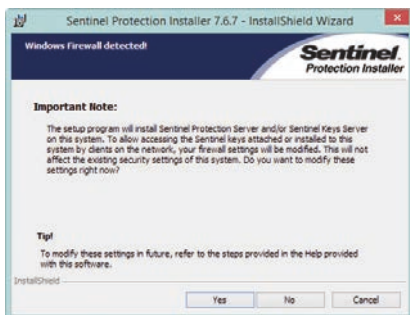 Sentinel Protection Installer 7.6.7 - InstallShield Wizard
Windows Firewall detected!
Sentinel.
Protection Installer
Important Note:
The setup program will install Sentinel Protection Server and/or Sentinel Keys Server
on this system. To allow accessing the Sentinel keys attached or installed to this
system by clients on the network, your firewall settings will be modified. This will not
affect the existing security settings of this system. Do you want to modify these
settings right now?
Tip!
To modify these settings in future, refer to the steps provided in the Help provided
with this software.
InstallShield
Yes No Cancel